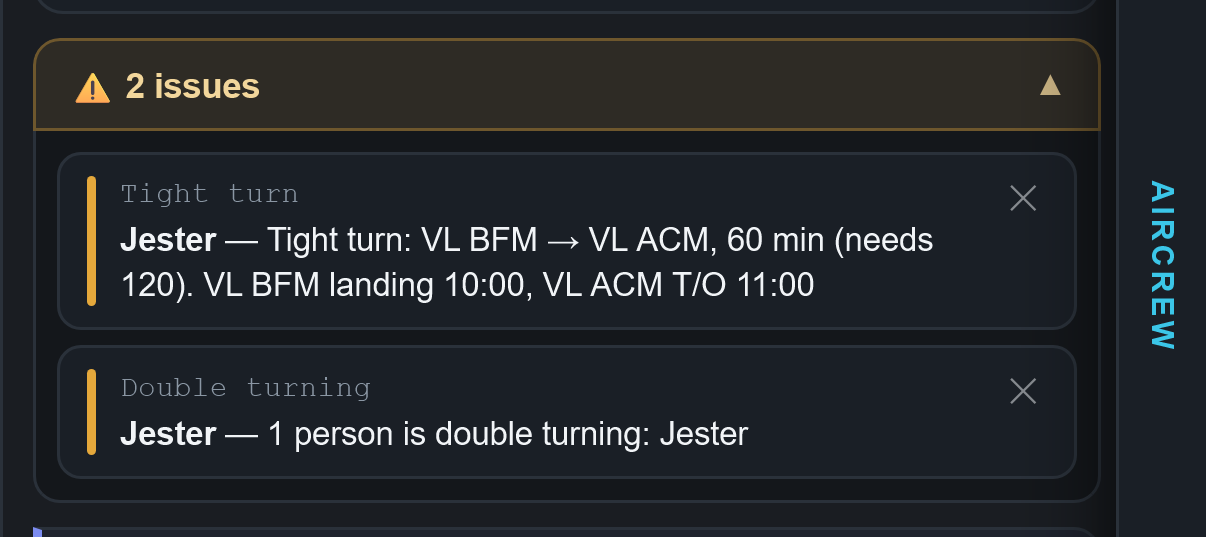 2 issues
Tight turn
Jester — Tight turn: VL BFM → VL ACM, 60 min (needs
120). VL BFM landing 10:00, VL ACM T/O 11:00
Double turning
Jester — 1 person is double turning: Jester
AIRCREW